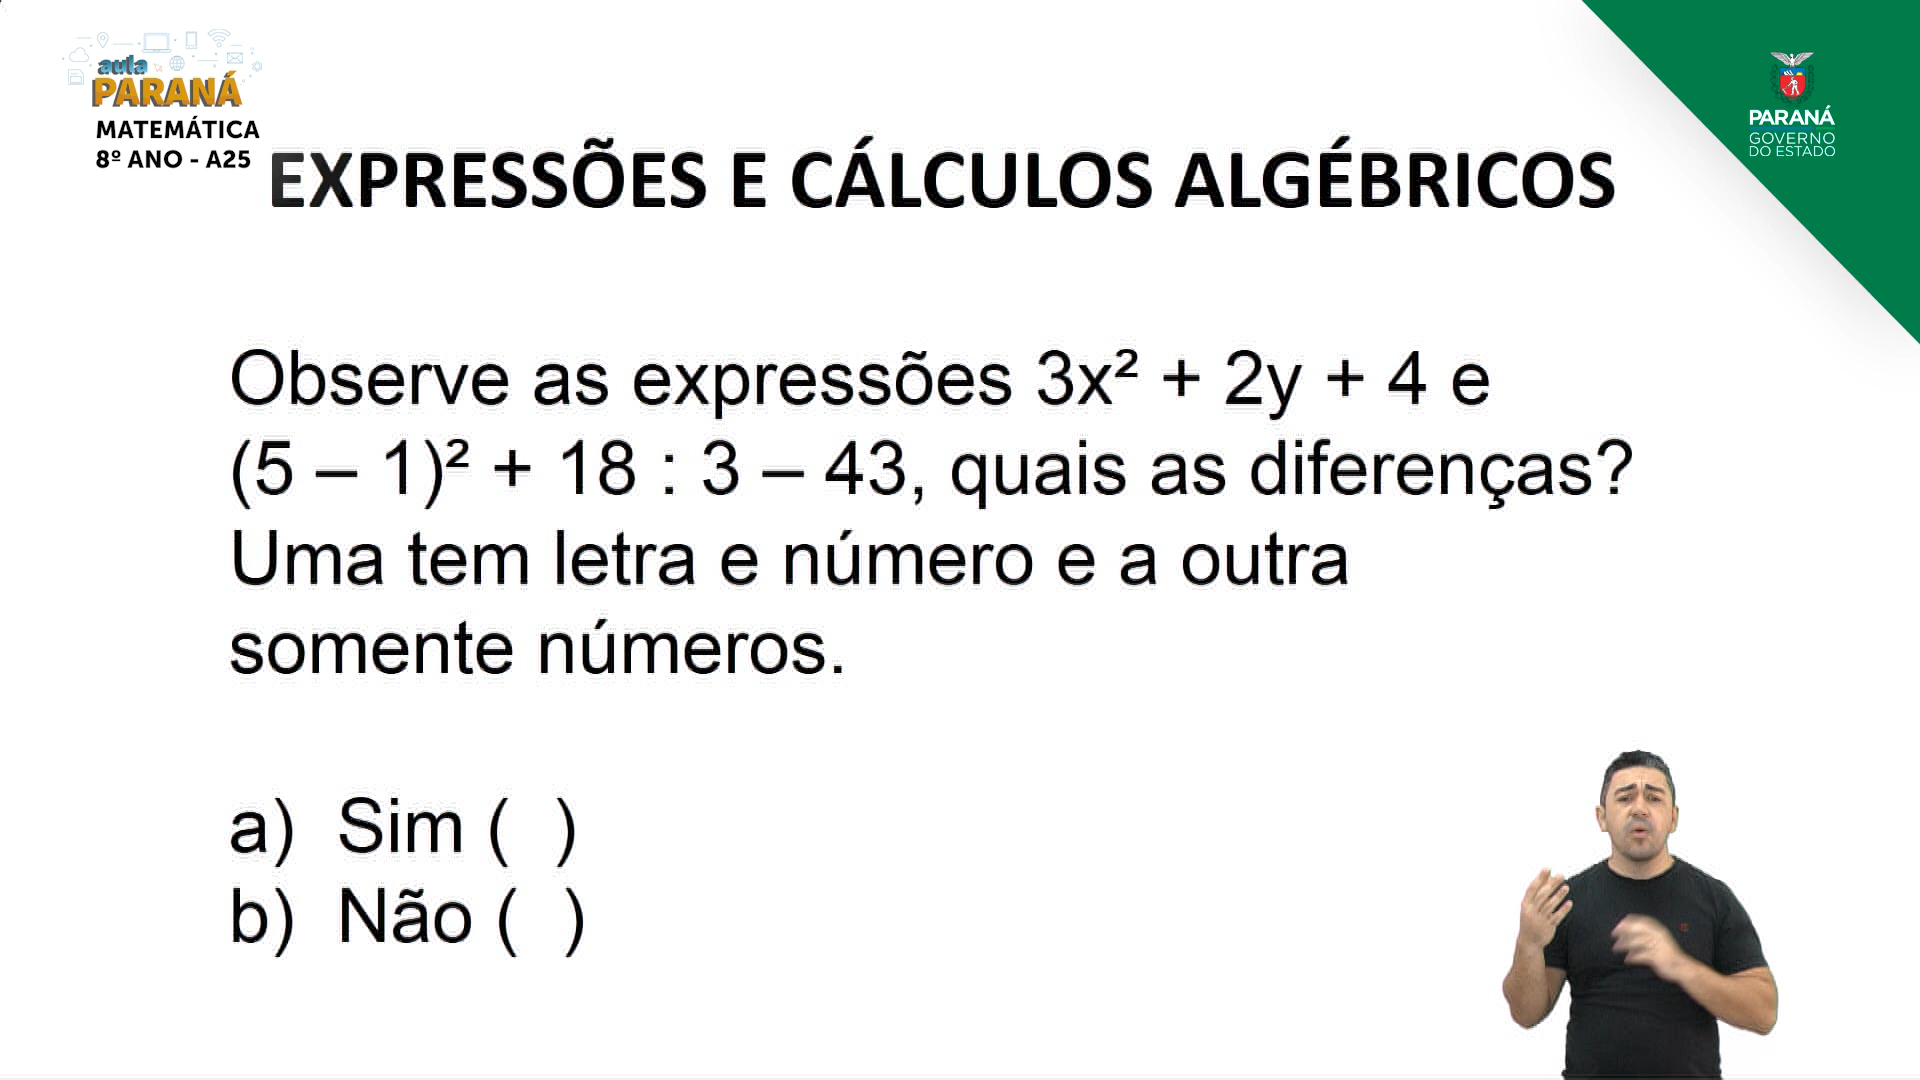 aula
PARANÁ
MATEMÁTICA
8º ANO - A25
PARANÁ
GOVERNO
DO ESTADO
EXPRESSÕES E CÁLCULOS ALGÉBRICOS
Observe as expressões 3x² + 2y + 4 e
(5 – 1)² + 18 : 3 – 43, quais as diferenças?
Uma tem letra e número e a outra
somente números.
a) Sim ( )
b) Não ( )